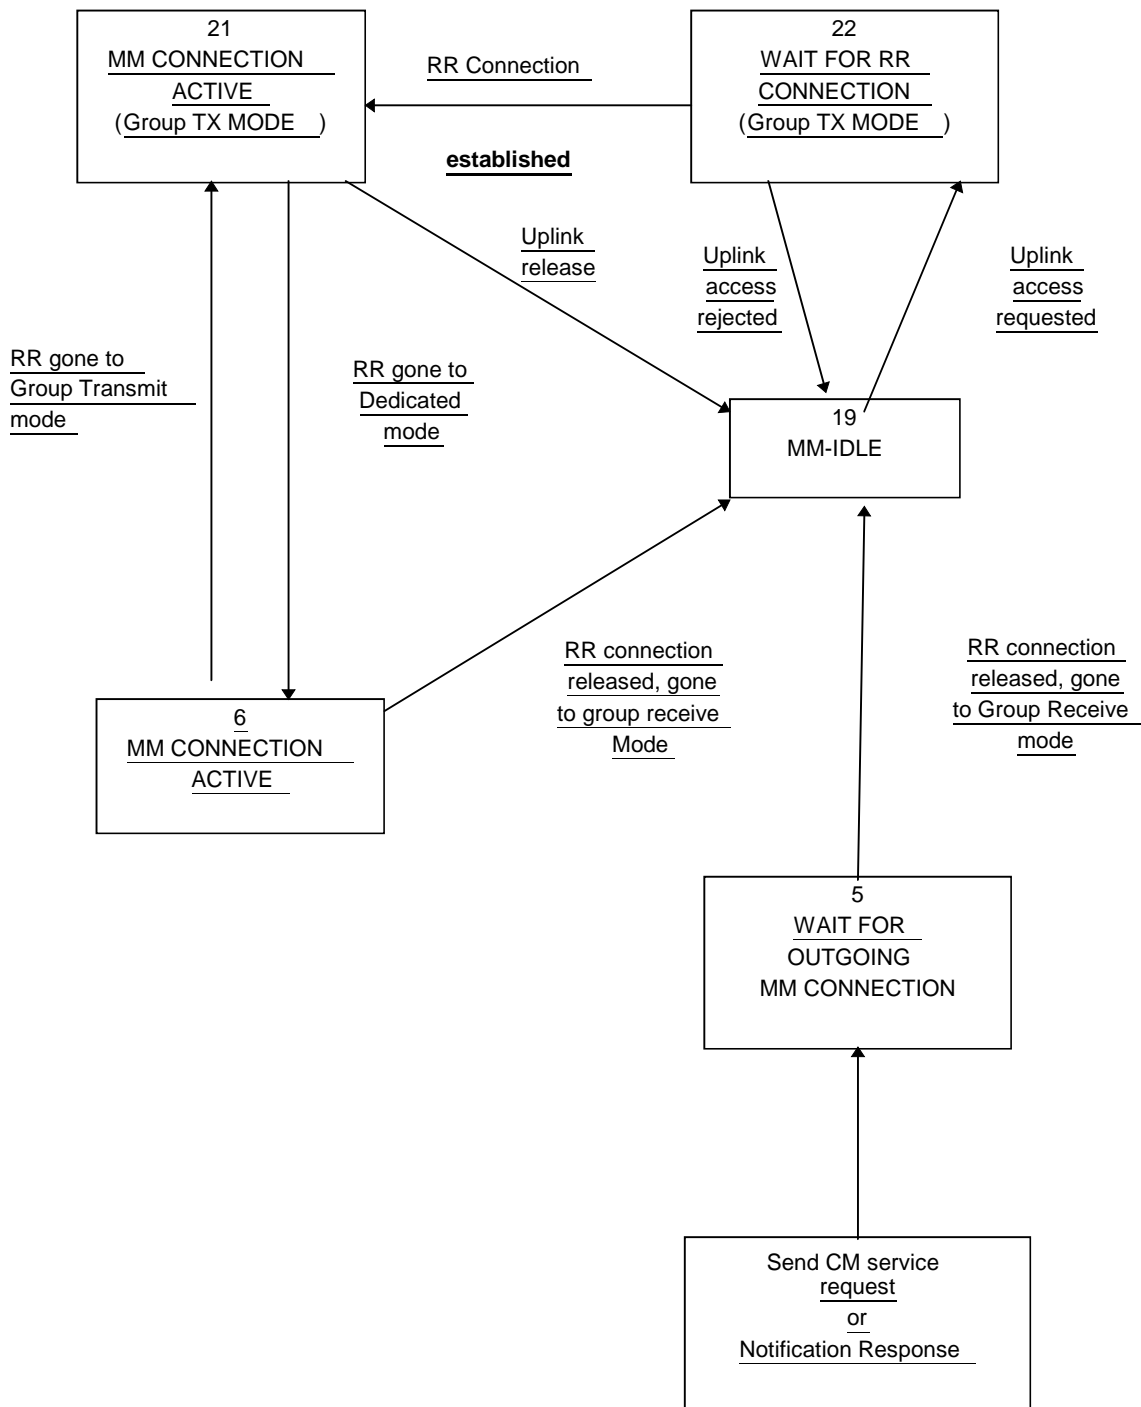 21
MM CONNECTION
ACTIVE
(Group TX MODE )
RR Connection
established
22
WAIT FOR RR
CONNECTION
(Group TX MODE )
Uplink
release
Uplink
access
rejected
Uplink
access
requested
RR gone to
Group Transmit
mode
RR gone to
Dedicated
mode
19
MM-IDLE
6
MM CONNECTION
ACTIVE
RR connection
released, gone
to group receive
Mode
RR connection
released, gone
to Group Receive
mode
5
WAIT FOR
OUTGOING
MM CONNECTION
Send CM service
request
or
Notification Response